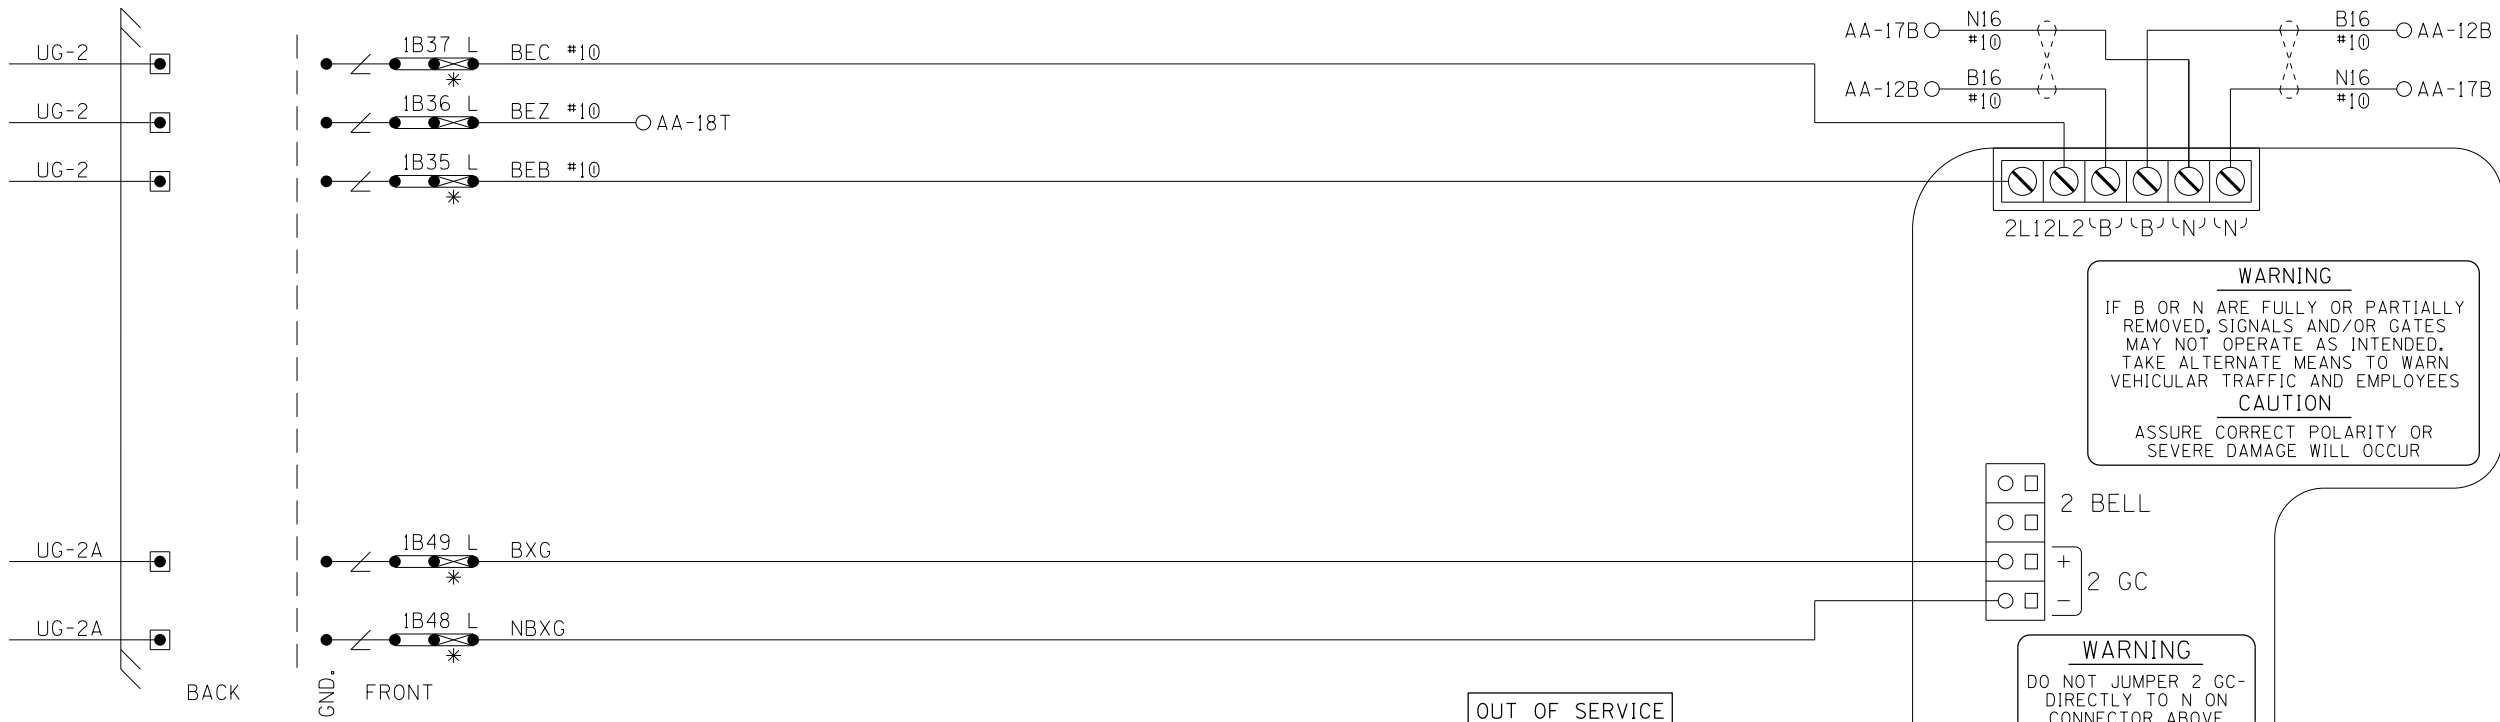 UG-2
1B37 L
BEC #10
UG-2
1B36 L
BEZ #10
AA-18T
UG-2
1B35 L
BEB #10
UG-2A
1B49 L
BXG
UG-2A
1B48 L
NBXG
BACK
GND.
FRONT
AA-17B
N16
#10
B16
#10
AA-12B
AA-12B
B16
#10
N16
#10
AA-17B
2L1 2L2 'B' 'B' 'N' 'N'
WARNING
IF B OR N ARE FULLY OR PARTIALLY
REMOVED, SIGNALS AND/OR GATES
MAY NOT OPERATE AS INTENDED.
TAKE ALTERNATE MEANS TO WARN
VEHICULAR TRAFFIC AND EMPLOYEES
CAUTION
ASSURE CORRECT POLARITY OR
SEVERE DAMAGE WILL OCCUR
2 BELL
+
2 GC
-
WARNING
DO NOT JUMPER 2 GC-
DIRECTLY TO N ON
CONNECTOR ABOVE
OUT OF SERVICE